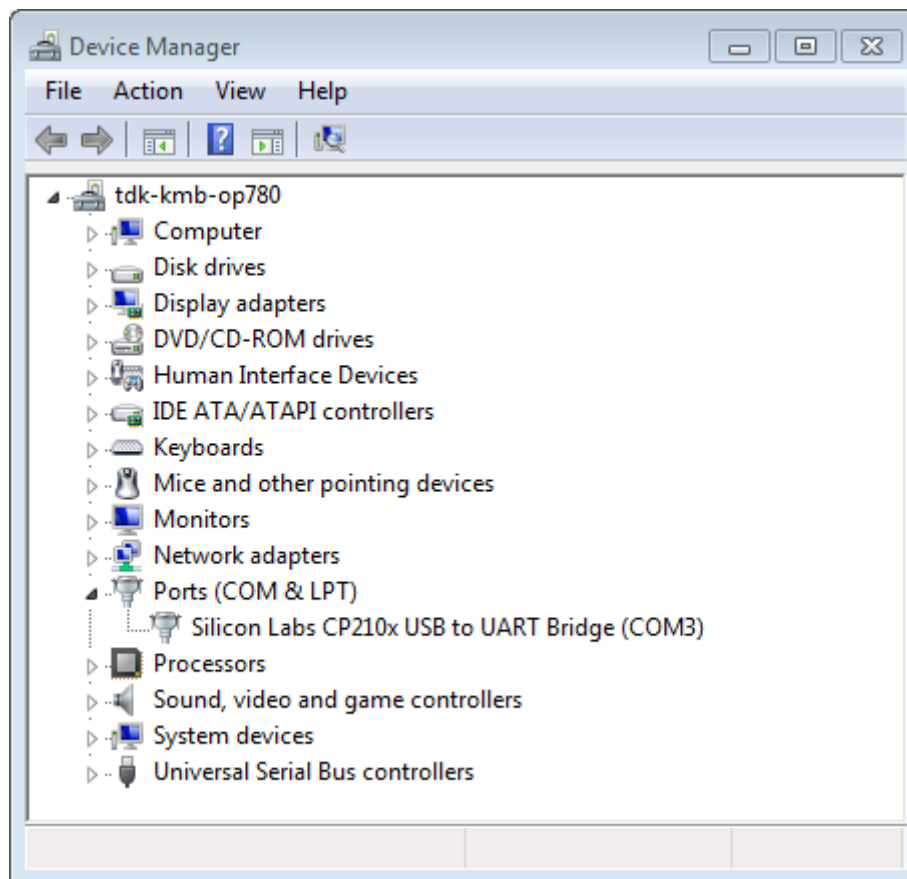 Device Manager
File Action View Help
?
tdk-kmb-op780
Computer
Disk drives
Display adapters
DVD/CD-ROM drives
Human Interface Devices
IDE ATA/ATAPI controllers
Keyboards
Mice and other pointing devices
Monitors
Network adapters
Ports (COM & LPT)
Silicon Labs CP210x USB to UART Bridge (COM3)
Processors
Sound, video and game controllers
System devices
Universal Serial Bus controllers